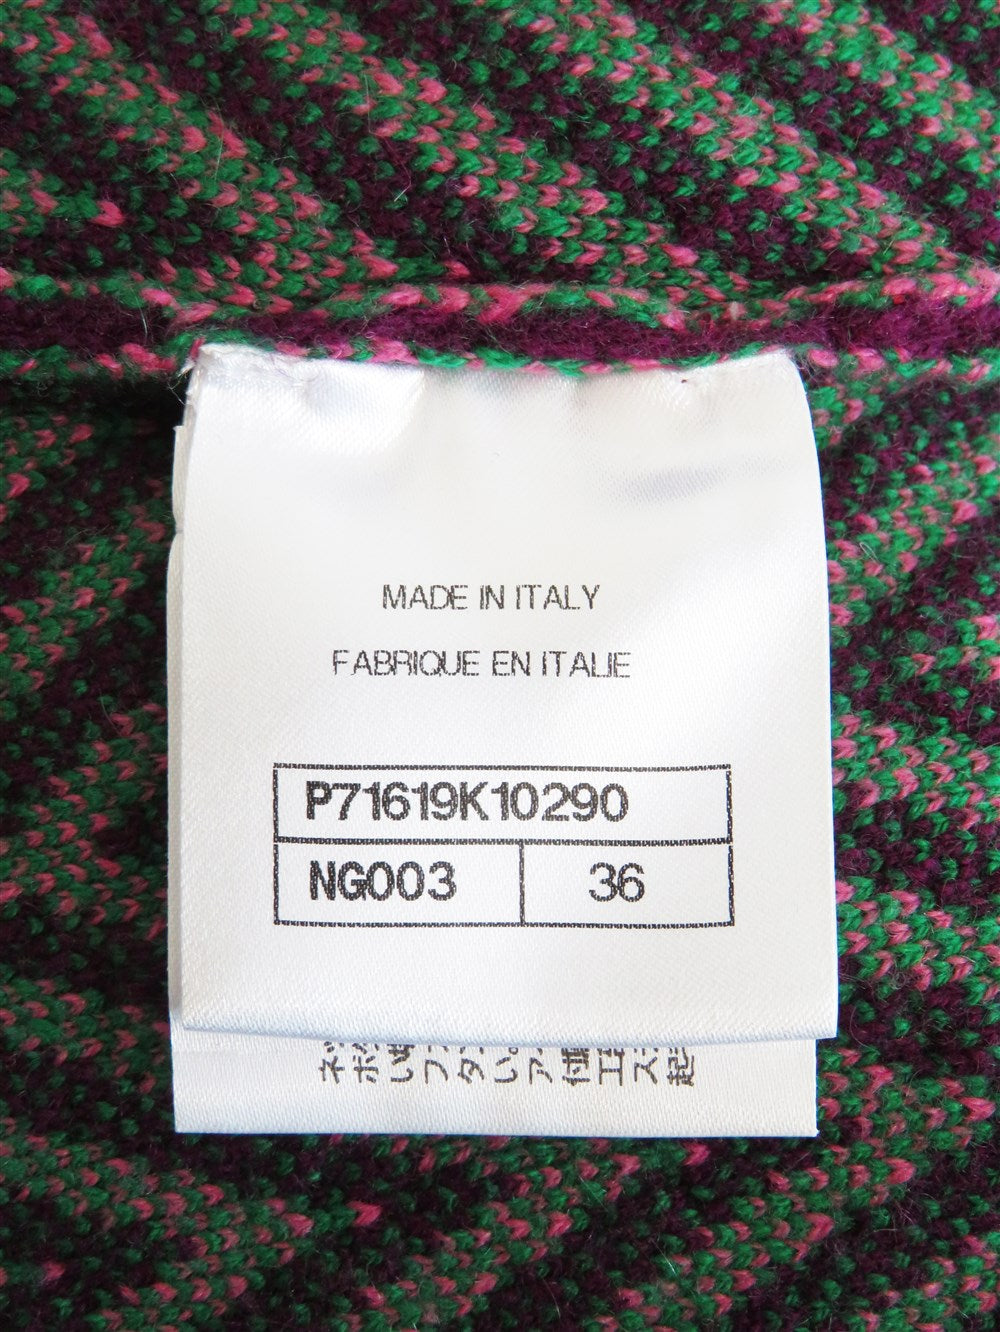 MADE IN ITALY
FABRIQUE EN ITALIE
P71619K10290
NG003 36